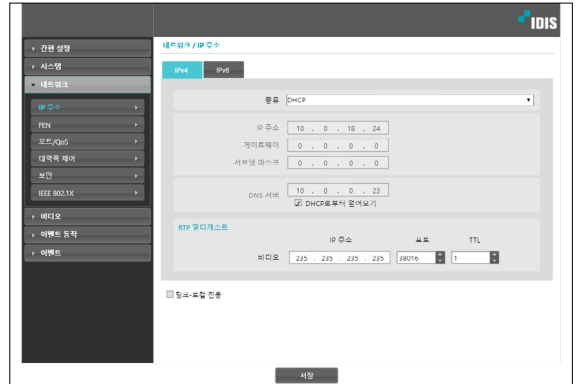 IDIS
간편 설정
시스템
네트워크
IP 주소
FEN
포트/QoS
대역폭 제어
보안
IEEE 802.1X
비디오
이벤트 동작
이벤트
네트워크 / IP 주소
IPv4 IPv6
종류 DHCP
IP 주소 10 . 0 . 18 . 24
게이트웨이 0 . 0 . 0 . 0
서브넷 마스크 0 . 0 . 0 . 0
DNS 서버 10 . 0 . 0 . 23
DHCP로부터 얻어오기
RTP 멀티캐스트
IP 주소 포트 TTL
비디오 235 . 235 . 235 . 235 38016 1
링크-로컬 전용
저장